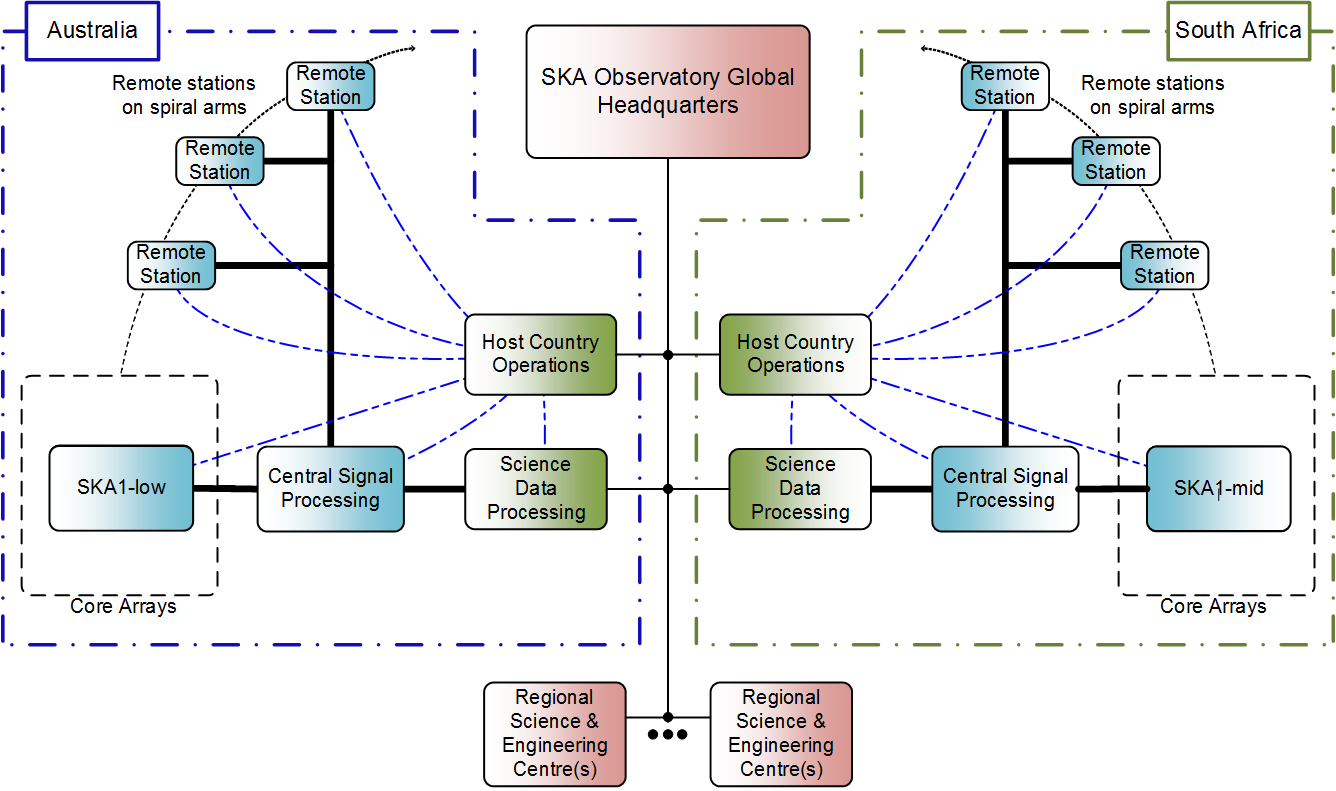 Australia
South Africa
SKA Observatory Global
Headquarters
Remote stations
on spiral arms
Remote
Station
Remote
Station
Remote
Station
Remote
Station
Remote stations
on spiral arms
Remote
Station
Remote
Station
Host Country
Operations
Host Country
Operations
SKA1-low
Central Signal
Processing
Science
Data
Processing
Science
Data
Processing
Central Signal
Processing
SKA1-mid
Core Arrays
Core Arrays
Regional
Science &
Engineering
Centre(s)
Regional
Science &
Engineering
Centre(s)